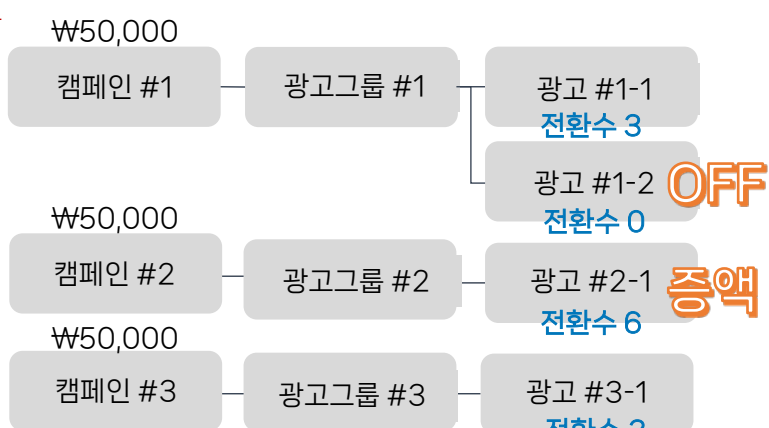 ₩50,000
캠페인 #1
광고그룹 #1
광고 #1-1
전환수 3
광고 #1-2
OFF
전환수 0
₩50,000
캠페인 #2
광고그룹 #2
광고 #2-1
증액
전환수 6
₩50,000
캠페인 #3
광고그룹 #3
광고 #3-1
전환수